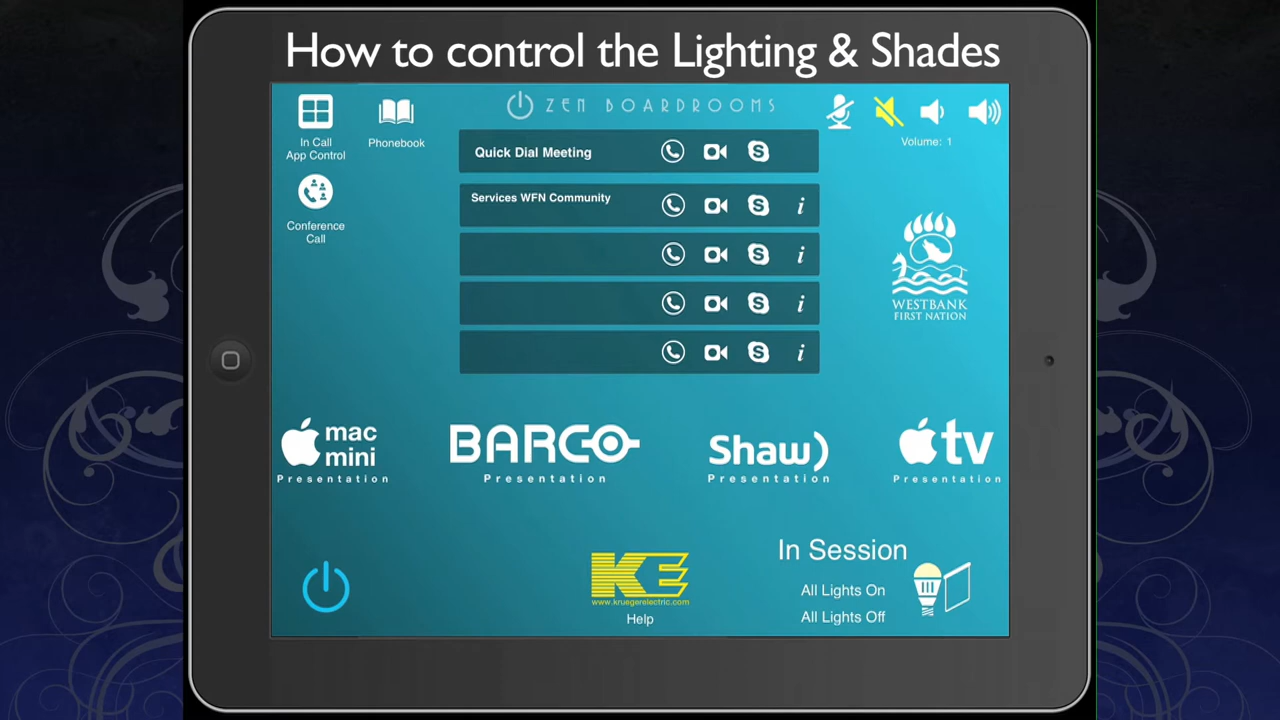 How to control the Lighting & Shades
In Call
App Control
Phonebook
ZEN BOARDROOMS
Volume: 1
Conference
Call
Quick Dial Meeting
Services WFN Community
i
i
i
i
WESTBANK
FIRST NATION
mac
mini
Presentation
BARCO
Presentation
Shaw)
Presentation
tv
Presentation
KE
www.kruegerelectric.com
Help
In Session
All Lights On
All Lights Off